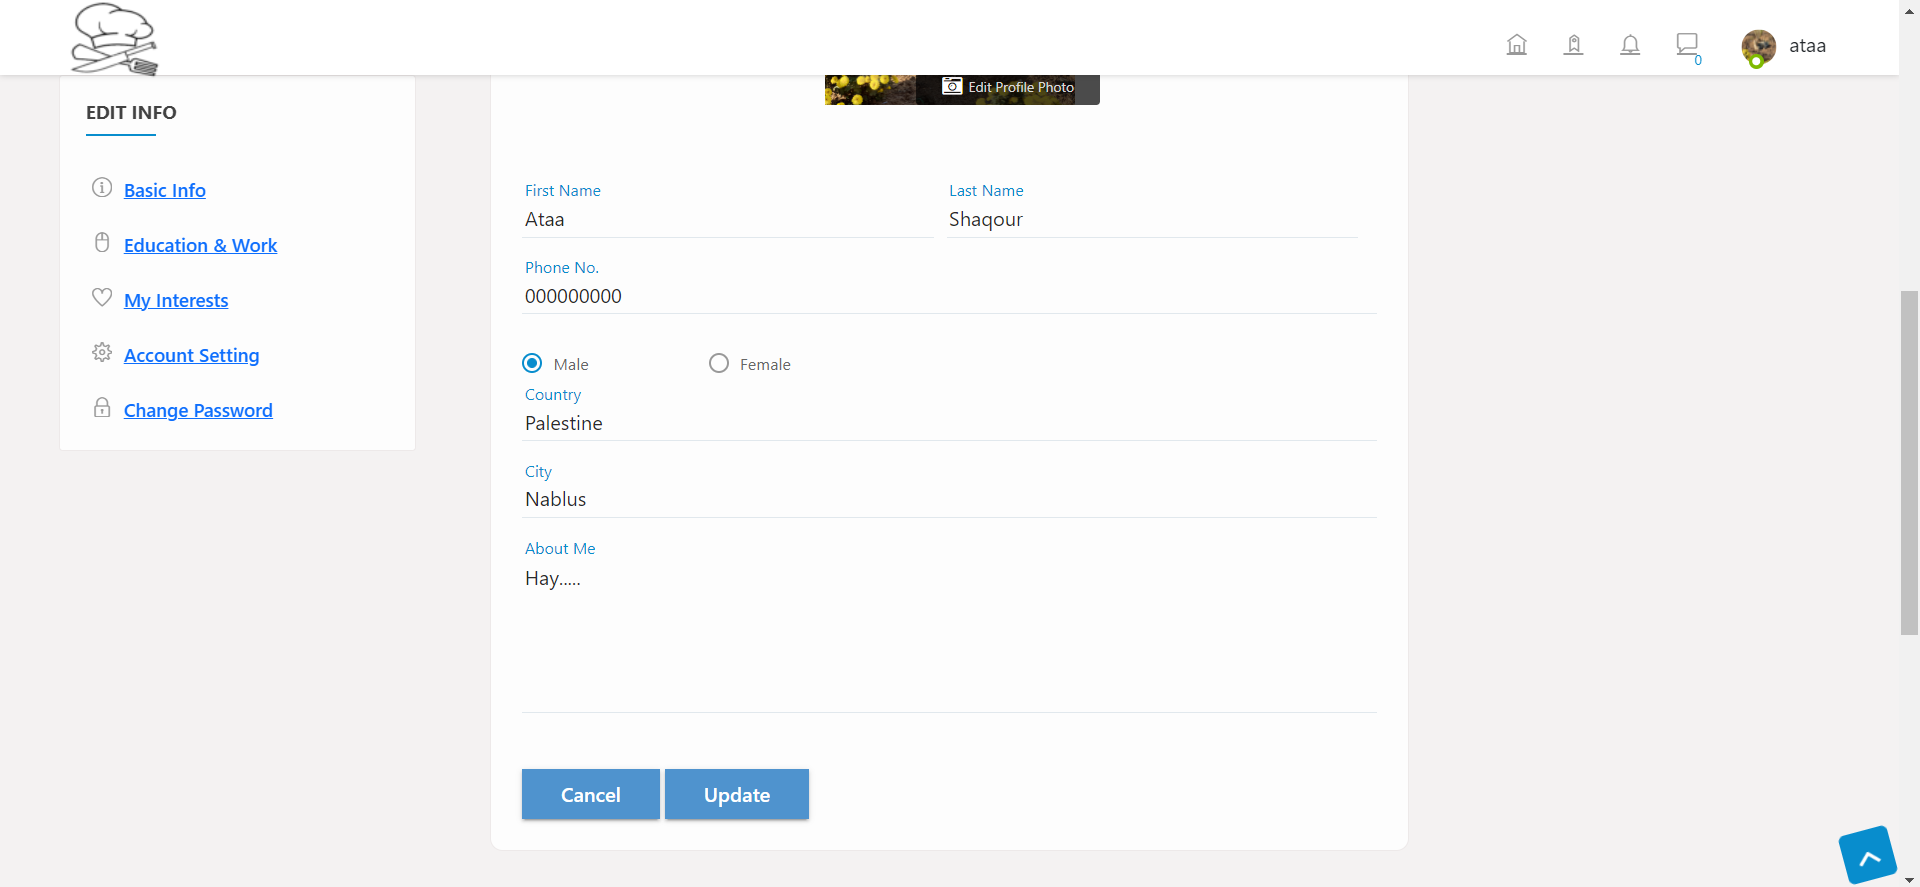 0
ataa
Edit Profile Photo
EDIT INFO
Basic Info
Education & Work
My Interests
Account Setting
Change Password
First Name
Last Name
Ataa
Shaqour
Phone No.
000000000
Male
Female
Country
Palestine
City
Nablus
About Me
Hay.....
Cancel
Update